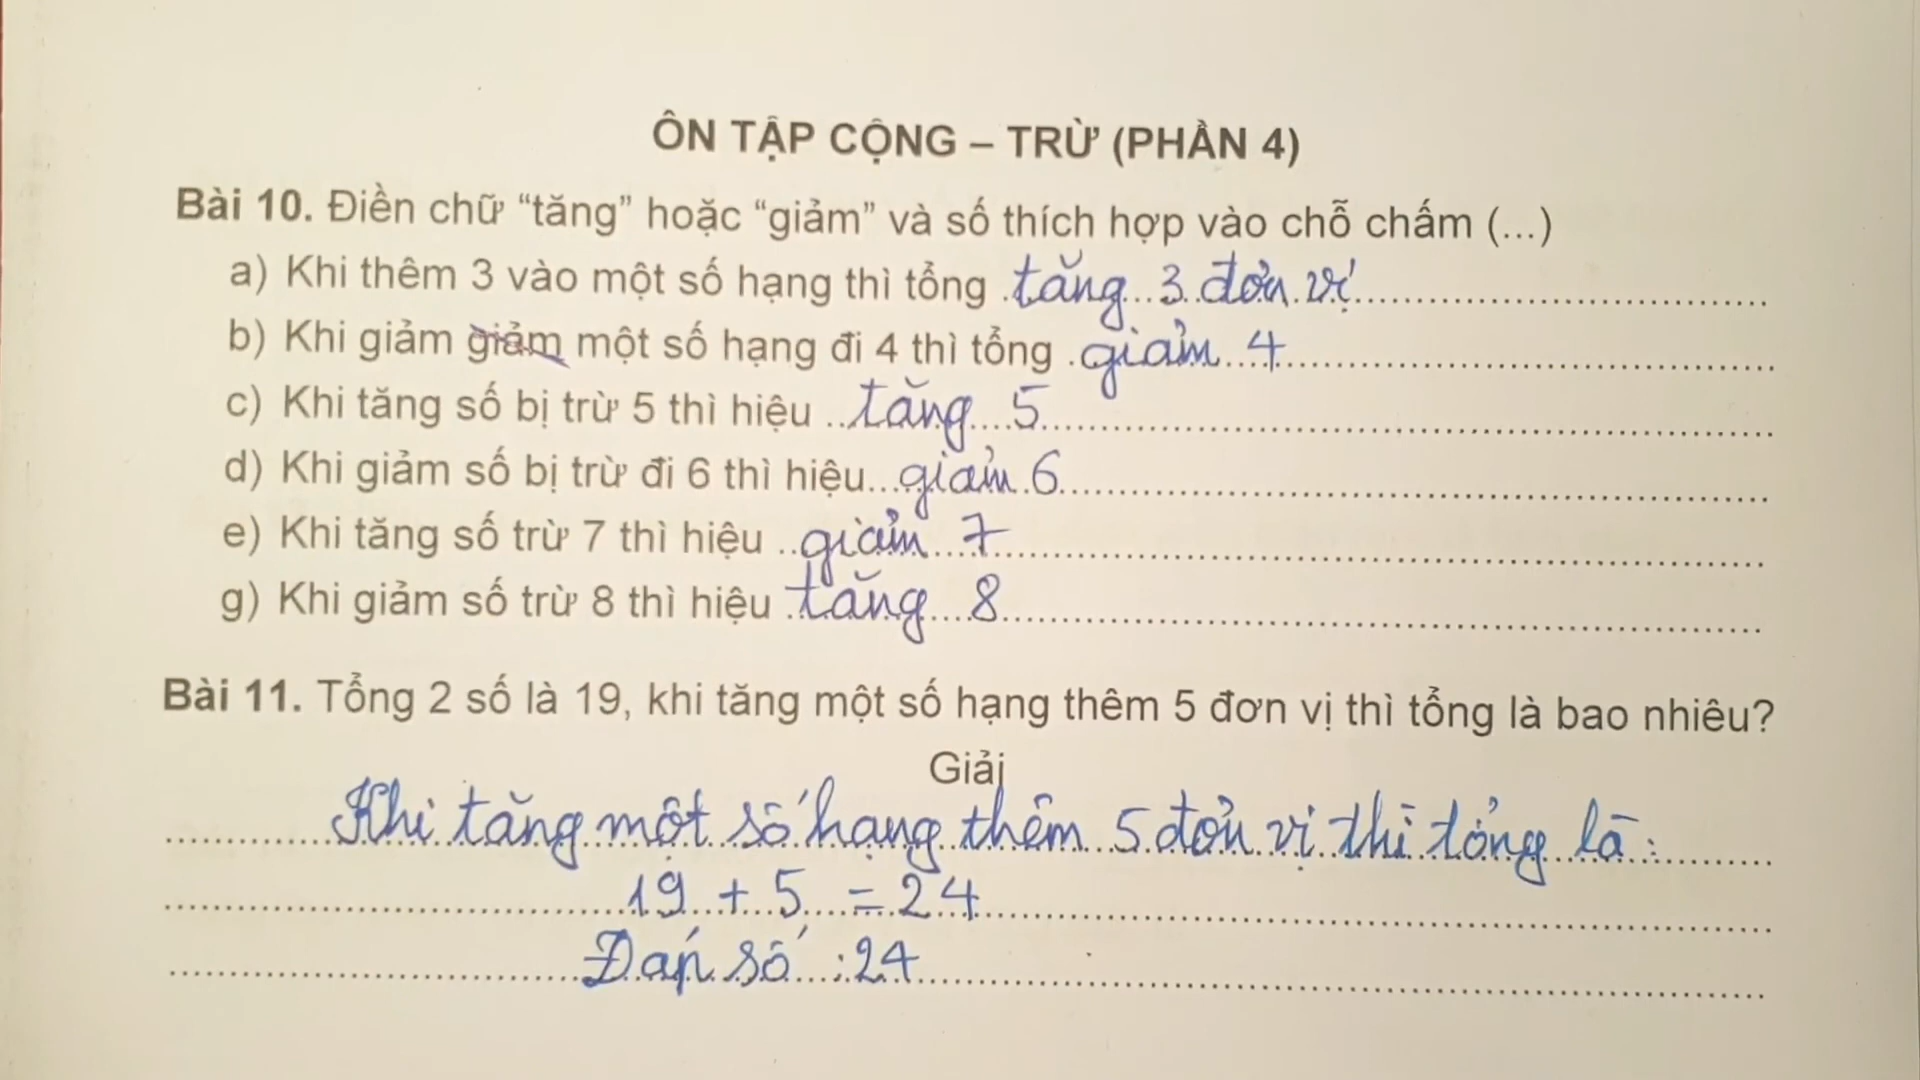 ÔN TẬP CỘNG – TRỪ (PHẦN 4)
Bài 10. Điền chữ “tăng” hoặc “giảm” và số thích hợp vào chỗ chấm (...)
a) Khi thêm 3 vào một số hạng thì tổng tăng 3 đơn vị
b) Khi giảm giảm một số hạng đi 4 thì tổng giảm 4
c) Khi tăng số bị trừ 5 thì hiệu tăng 5
d) Khi giảm số bị trừ đi 6 thì hiệu giảm 6
e) Khi tăng số trừ 7 thì hiệu giảm 7
g) Khi giảm số trừ 8 thì hiệu tăng 8
Bài 11. Tổng 2 số là 19, khi tăng một số hạng thêm 5 đơn vị thì tổng là bao nhiêu?
Giải
Khi tăng một số hạng thêm 5 đơn vị thì tổng là:
19 + 5 = 24
Đáp số : 24